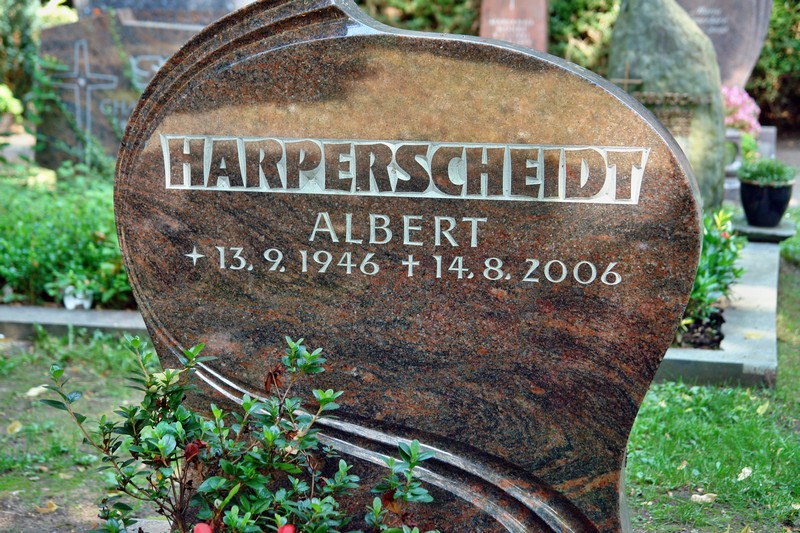 HARPERSCHEIDT
ALBERT
✦ 13. 9. 1946 ✝ 14. 8. 2006